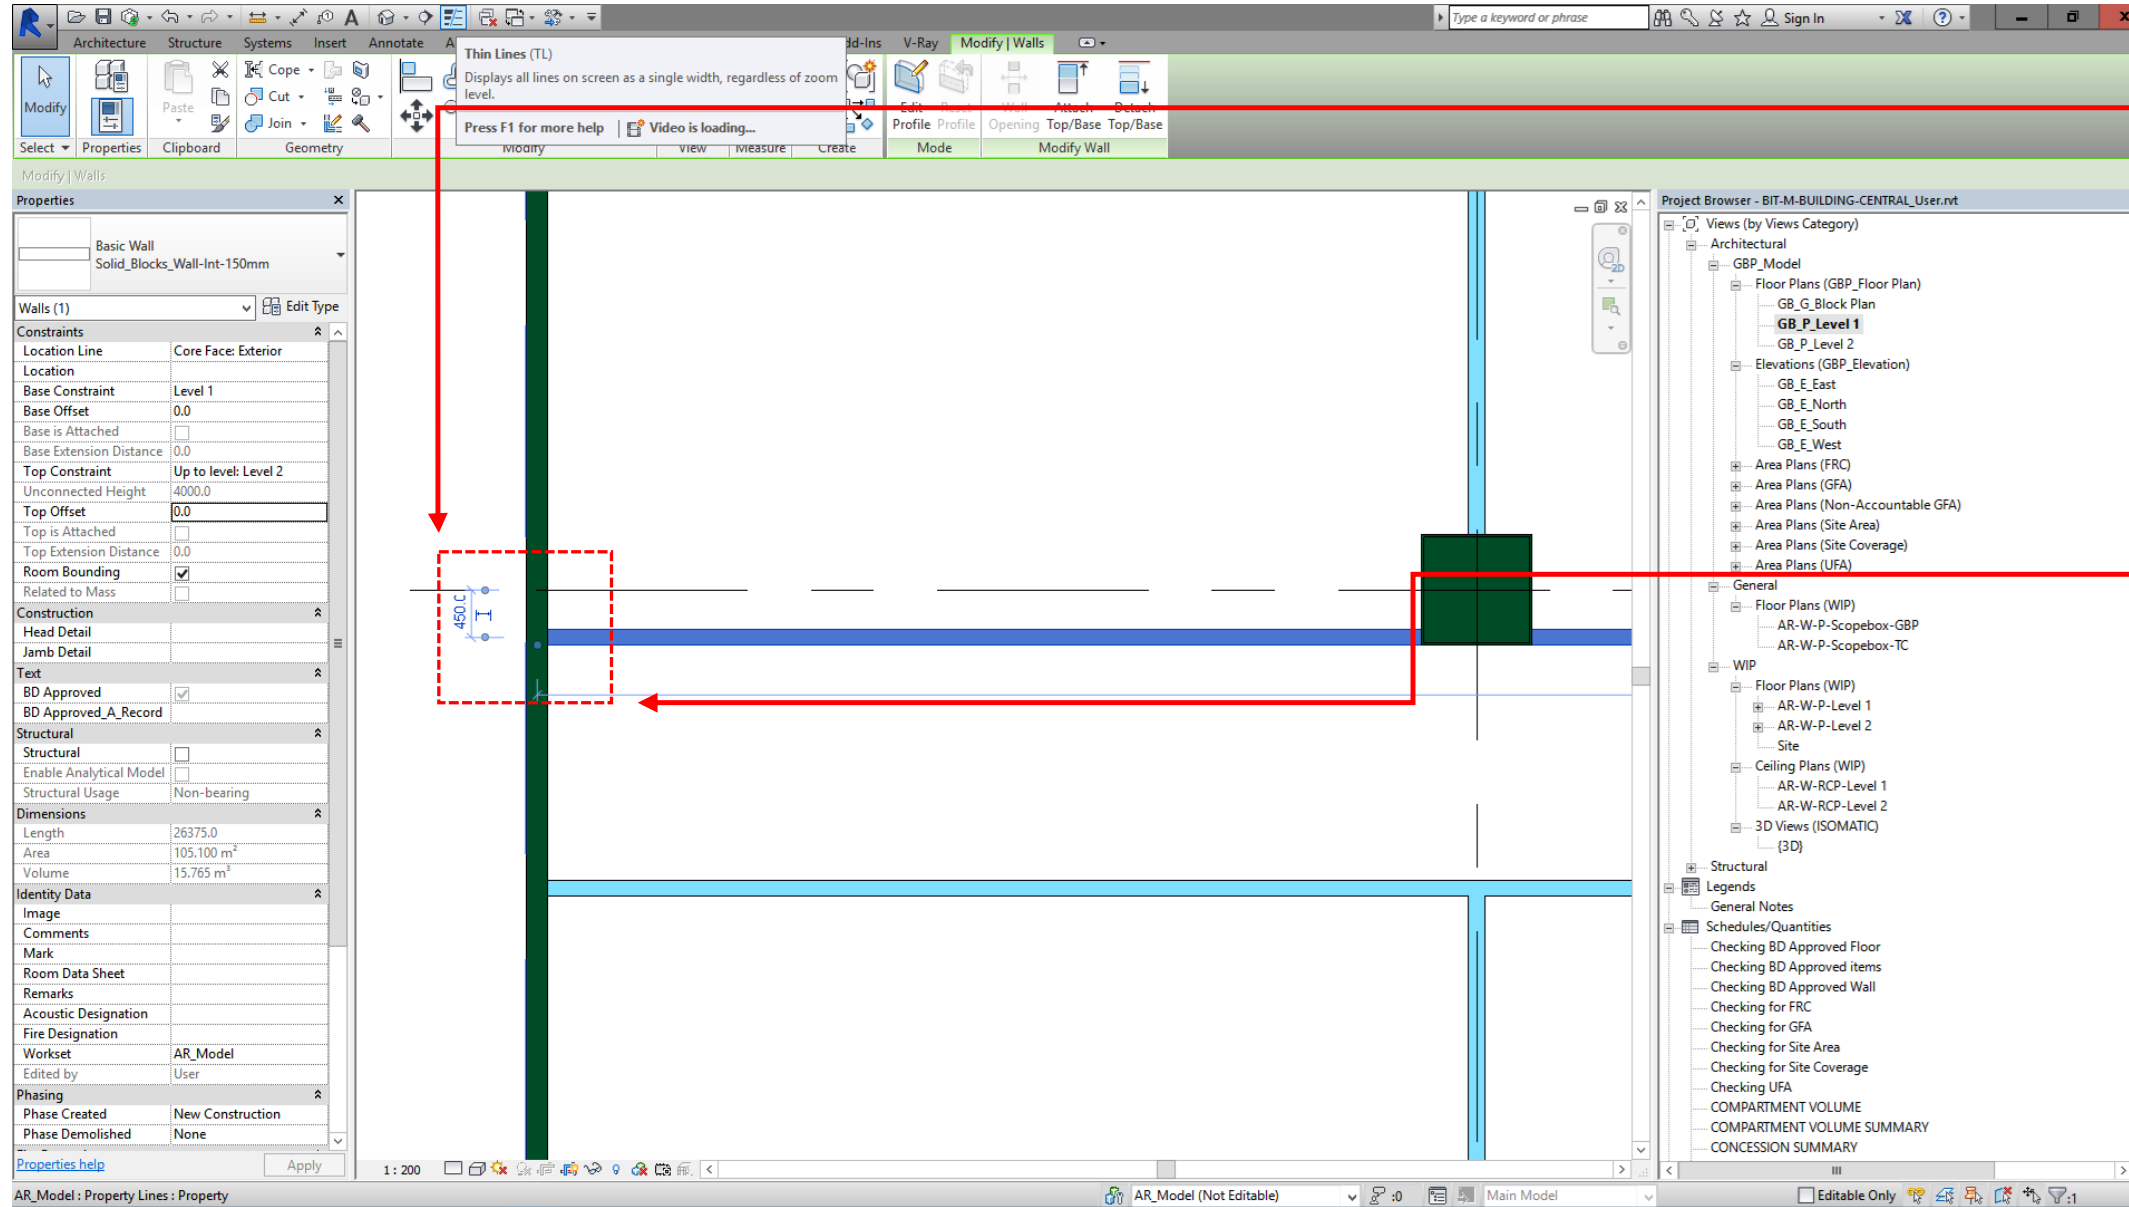 Type a keyword or phrase
Sign In
Architecture Structure Systems Insert Annotate A
dd-Ins V-Ray Modify | Walls
Thin Lines (TL)
Displays all lines on screen as a single width, regardless of zoom
level.
Press F1 for more help Video is loading...
Modify
Paste
Cope
Cut
Join
Edit
Profile
Reset
Profile
Wall
Opening
Attach
Top/Base
Detach
Top/Base
Select Properties Clipboard Geometry Modify View Measure Create Mode Modify Wall
Modify | Walls
Properties
Basic Wall
Solid_Blocks_Wall-Int-150mm
Walls (1) Edit Type
Constraints
Location Line Core Face: Exterior
Location
Base Constraint Level 1
Base Offset 0.0
Base is Attached
Base Extension Distance 0.0
Top Constraint Up to level: Level 2
Unconnected Height 4000.0
Top Offset 0.0
Top is Attached
Top Extension Distance 0.0
Room Bounding
Related to Mass
Construction
Head Detail
Jamb Detail
Text
BD Approved
BD Approved_A_Record
Structural
Structural
Enable Analytical Model
Structural Usage Non-bearing
Dimensions
Length 26375.0
Area 105.100 m²
Volume 15.765 m³
Identity Data
Image
Comments
Mark
Room Data Sheet
Remarks
Acoustic Designation
Fire Designation
Workset AR_Model
Edited by User
Phasing
Phase Created New Construction
Phase Demolished None
Properties help Apply
450.0
2D
1 : 200
Project Browser - BIT-M-BUILDING-CENTRAL_User.rvt
Views (by Views Category)
Architectural
GBP_Model
Floor Plans (GBP_Floor Plan)
GB_G_Block Plan
GB_P_Level 1
GB_P_Level 2
Elevations (GBP_Elevation)
GB_E_East
GB_E_North
GB_E_South
GB_E_West
Area Plans (FRC)
Area Plans (GFA)
Area Plans (Non-Accountable GFA)
Area Plans (Site Area)
Area Plans (Site Coverage)
Area Plans (UFA)
General
Floor Plans (WIP)
AR-W-P-Scopebox-GBP
AR-W-P-Scopebox-TC
WIP
Floor Plans (WIP)
AR-W-P-Level 1
AR-W-P-Level 2
Site
Ceiling Plans (WIP)
AR-W-RCP-Level 1
AR-W-RCP-Level 2
3D Views (ISOMATIC)
{3D}
Structural
Legends
General Notes
Schedules/Quantities
Checking BD Approved Floor
Checking BD Approved items
Checking BD Approved Wall
Checking for FRC
Checking for GFA
Checking for Site Area
Checking for Site Coverage
Checking UFA
COMPARTMENT VOLUME
COMPARTMENT VOLUME SUMMARY
CONCESSION SUMMARY
AR_Model : Property Lines : Property
AR_Model (Not Editable) :0 Main Model Editable Only :1